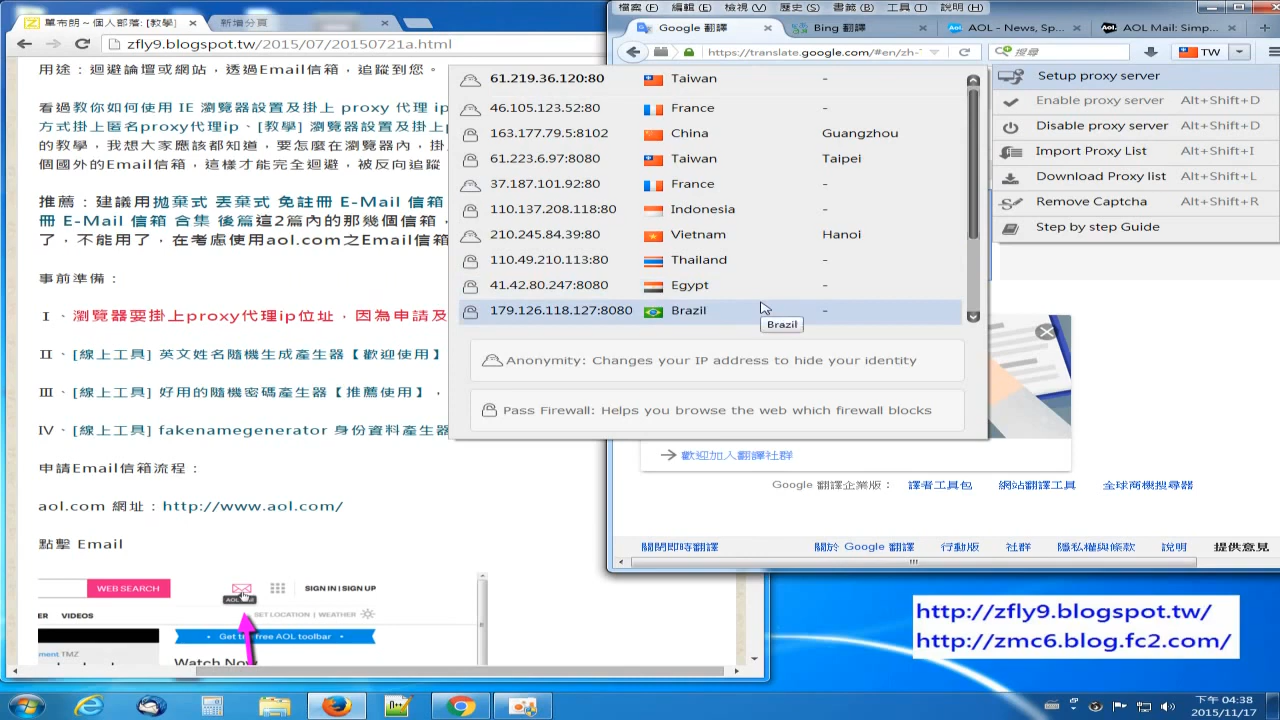 單布朗～個人部落: [教學]
新增分頁
zfly9.blogspot.tw/2015/07/20150721a.html
用途：迴避論壇或網站，透過Email信箱，追蹤到您。
看過教你如何使用 IE 瀏覽器設置及掛上 proxy 代理 ip
方式掛上匿名proxy代理ip、[教學] 瀏覽器設置及掛上p
的教學，我想大家應該都知道，要怎麼在瀏覽器內，掛
個國外的Email信箱，這樣才能完全迴避，被反向追蹤
推薦：建議用拋棄式 丟棄式 免註冊 E-Mail 信箱
冊 E-Mail 信箱 合集 後篇這2篇內的那幾個信箱，
了，不能用了，在考慮使用aol.com之Email信箱
事前準備：
I 、瀏覽器要掛上proxy代理ip位址，因為申請及
II 、[線上工具] 英文姓名隨機生成產生器【歡迎使用】
III 、[線上工具] 好用的隨機密碼產生器【推薦使用】，
IV 、[線上工具] fakenamegenerator 身份資料產生器
申請Email信箱流程：
aol.com 網址：http://www.aol.com/
點擊 Email
WEB SEARCH
SIGN IN | SIGN UP
ER VIDEOS
SET LOCATION | WEATHER
Get the free AOL toolbar
ment TMZ
Watch Now
檔案(F) 編輯(E) 檢視(V) 歷史(S) 書籤(B) 工具(T) 說明(H)
Google 翻譯
Bing 翻譯
AOL - News, Sp
AOL Mail: Simp
https://translate.google.com/#en/zh-
搜尋
TW
61.219.36.120:80 Taiwan -
46.105.123.52:80 France -
163.177.79.5:8102 China Guangzhou
61.223.6.97:8080 Taiwan Taipei
37.187.101.92:80 France -
110.137.208.118:80 Indonesia -
210.245.84.39:80 Vietnam Hanoi
110.49.210.113:80 Thailand -
41.42.80.247:8080 Egypt -
179.126.118.127:8080 Brazil -
Brazil
Anonymity: Changes your IP address to hide your identity
Pass Firewall: Helps you browse the web which firewall blocks
Setup proxy server
Enable proxy server Alt+Shift+D
Disable proxy server Alt+Shift+D
Import Proxy List Alt+Shift+I
Download Proxy list Alt+Shift+L
Remove Captcha Alt+Shift+R
Step by step Guide
歡迎加入翻譯社群
Google 翻譯企業版： 譯者工具包 網站翻譯工具 全球商機搜尋器
關閉即時翻譯 關於 Google 翻譯 行動版 社群 隱私權與條款 說明 提供意見
http://zfly9.blogspot.tw/
http://zmc6.blog.fc2.com/
下午 04:38
2015/11/17